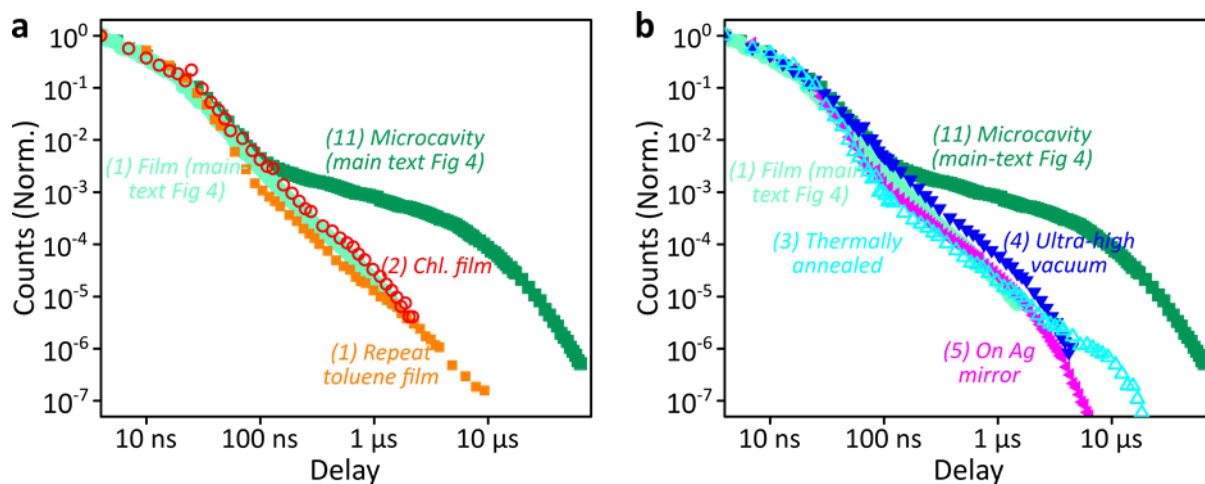 a
Counts (Norm.)
10⁰
10⁻¹
10⁻²
10⁻³
10⁻⁴
10⁻⁵
10⁻⁶
10⁻⁷
(11) Microcavity
(main text Fig 4)
(1) Film (main
text Fig 4)
(2) Chl. film
(1) Repeat
toluene film
10 ns
100 ns
1 µs
10 µs
Delay
b
Counts (Norm.)
10⁰
10⁻¹
10⁻²
10⁻³
10⁻⁴
10⁻⁵
10⁻⁶
10⁻⁷
(11) Microcavity
(main-text Fig 4)
(1) Film (main
text Fig 4)
(3) Thermally
annealed
(4) Ultra-high
vacuum
(5) On Ag
mirror
10 ns
100 ns
1 µs
10 µs
Delay